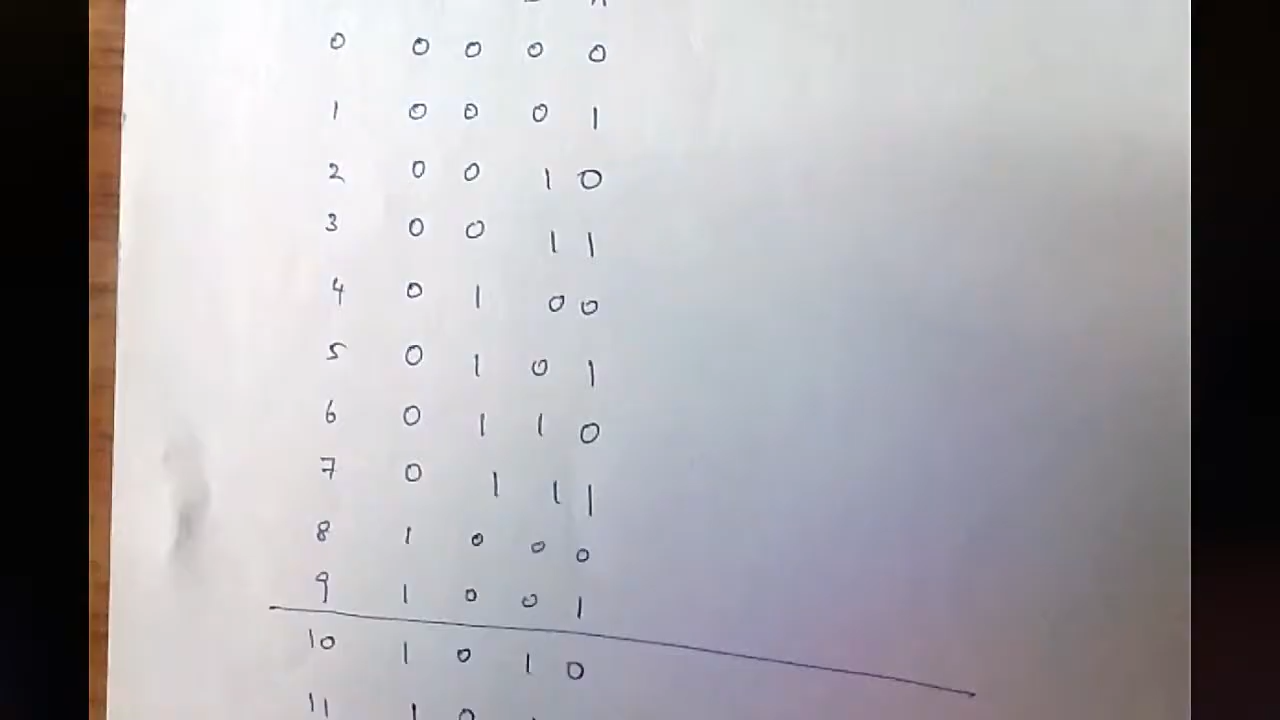 0 0 0 0 0
1 0 0 0 1
2 0 0 1 0
3 0 0 1 1
4 0 1 0 0
5 0 1 0 1
6 0 1 1 0
7 0 1 1 1
8 1 0 0 0
9 1 0 0 1
10 1 0 1 0
11 1 0